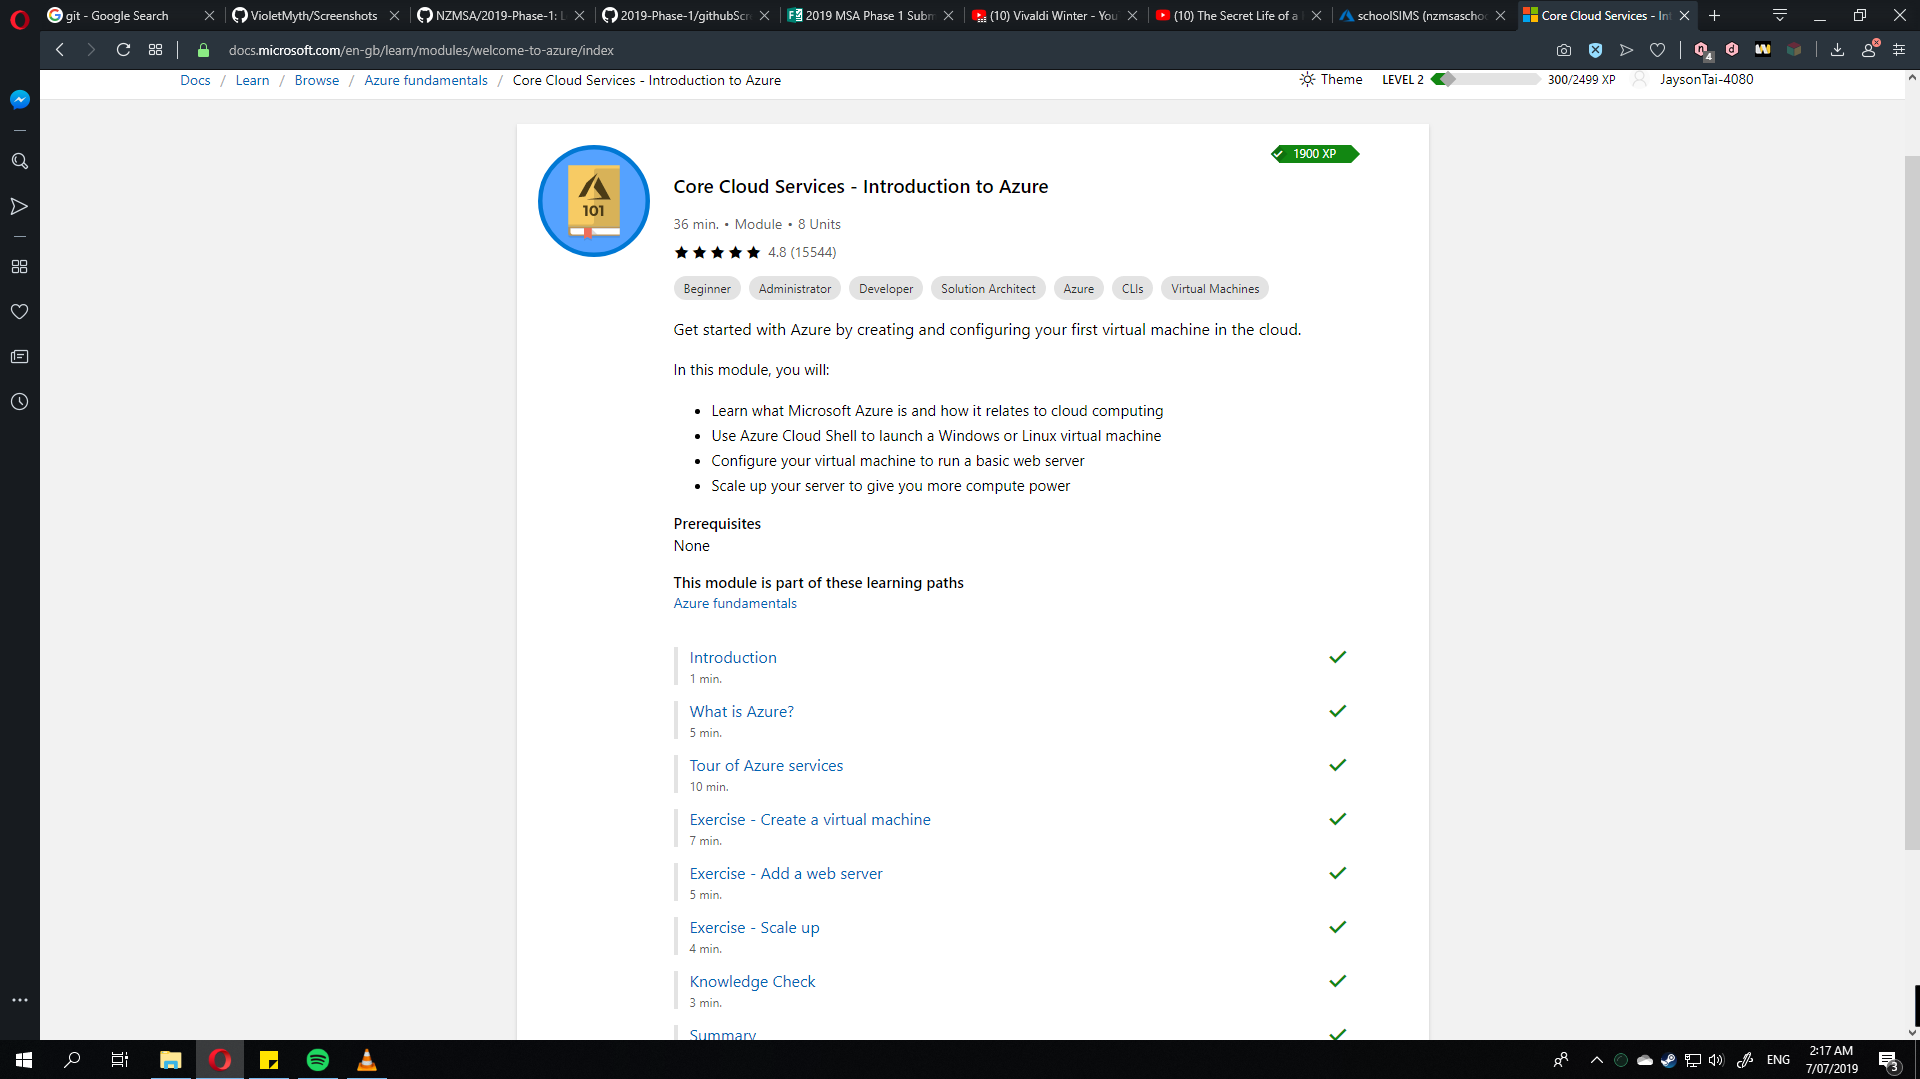 git - Google Search
VioletMyth/Screenshots
NZMSA/2019-Phase-1: L
2019-Phase-1/githubScr
2019 MSA Phase 1 Subm
(10) Vivaldi Winter - You
(10) The Secret Life of a
schoolSIMS (nzmsaschoo
Core Cloud Services - Int
docs.microsoft.com/en-gb/learn/modules/welcome-to-azure/index
4
Docs / Learn / Browse / Azure fundamentals / Core Cloud Services - Introduction to Azure
Theme
LEVEL 2
300/2499 XP
JaysonTai-4080
1900 XP
101
Core Cloud Services - Introduction to Azure
36 min. • Module • 8 Units
4.8 (15544)
Beginner
Administrator
Developer
Solution Architect
Azure
CLIs
Virtual Machines
Get started with Azure by creating and configuring your first virtual machine in the cloud.
In this module, you will:
• Learn what Microsoft Azure is and how it relates to cloud computing
• Use Azure Cloud Shell to launch a Windows or Linux virtual machine
• Configure your virtual machine to run a basic web server
• Scale up your server to give you more compute power
Prerequisites
None
This module is part of these learning paths
Azure fundamentals
Introduction
1 min.
What is Azure?
5 min.
Tour of Azure services
10 min.
Exercise - Create a virtual machine
7 min.
Exercise - Add a web server
5 min.
Exercise - Scale up
4 min.
Knowledge Check
3 min.
Summary
ENG
2:17 AM
7/07/2019
3